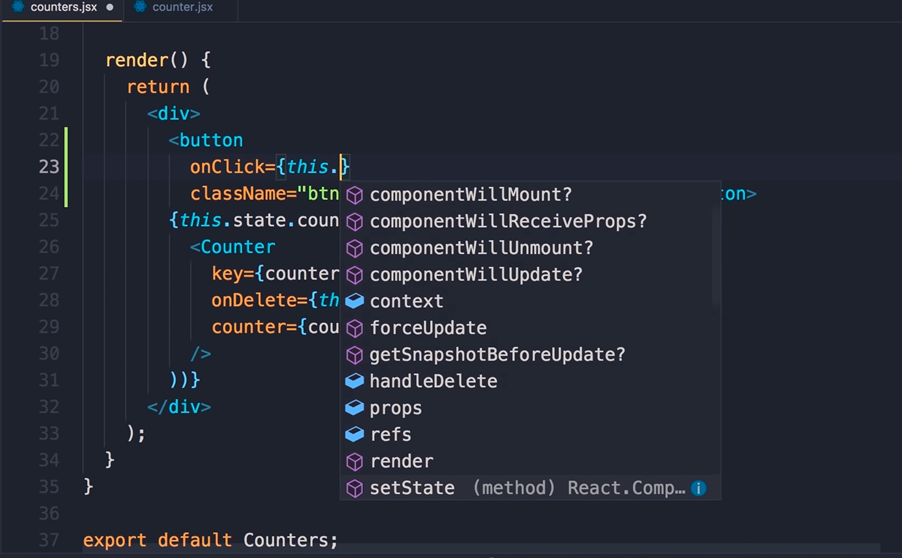 counters.jsx ● counter.jsx
18
19 render() {
20 return (
21 <div>
22 <button
23 onClick={this.}
24 className="btn ton>
componentWillMount?
25 {this.state.coun
componentWillReceiveProps?
26 <Counter
componentWillUnmount?
27 key={counter
componentWillUpdate?
28 onDelete={th
context
29 counter={cou
forceUpdate
30 />
getSnapshotBeforeUpdate?
31 ))}
handleDelete
32 </div>
props
33 );
refs
34 }
render
35 }
setState (method) React.Comp…
36
37 export default Counters;